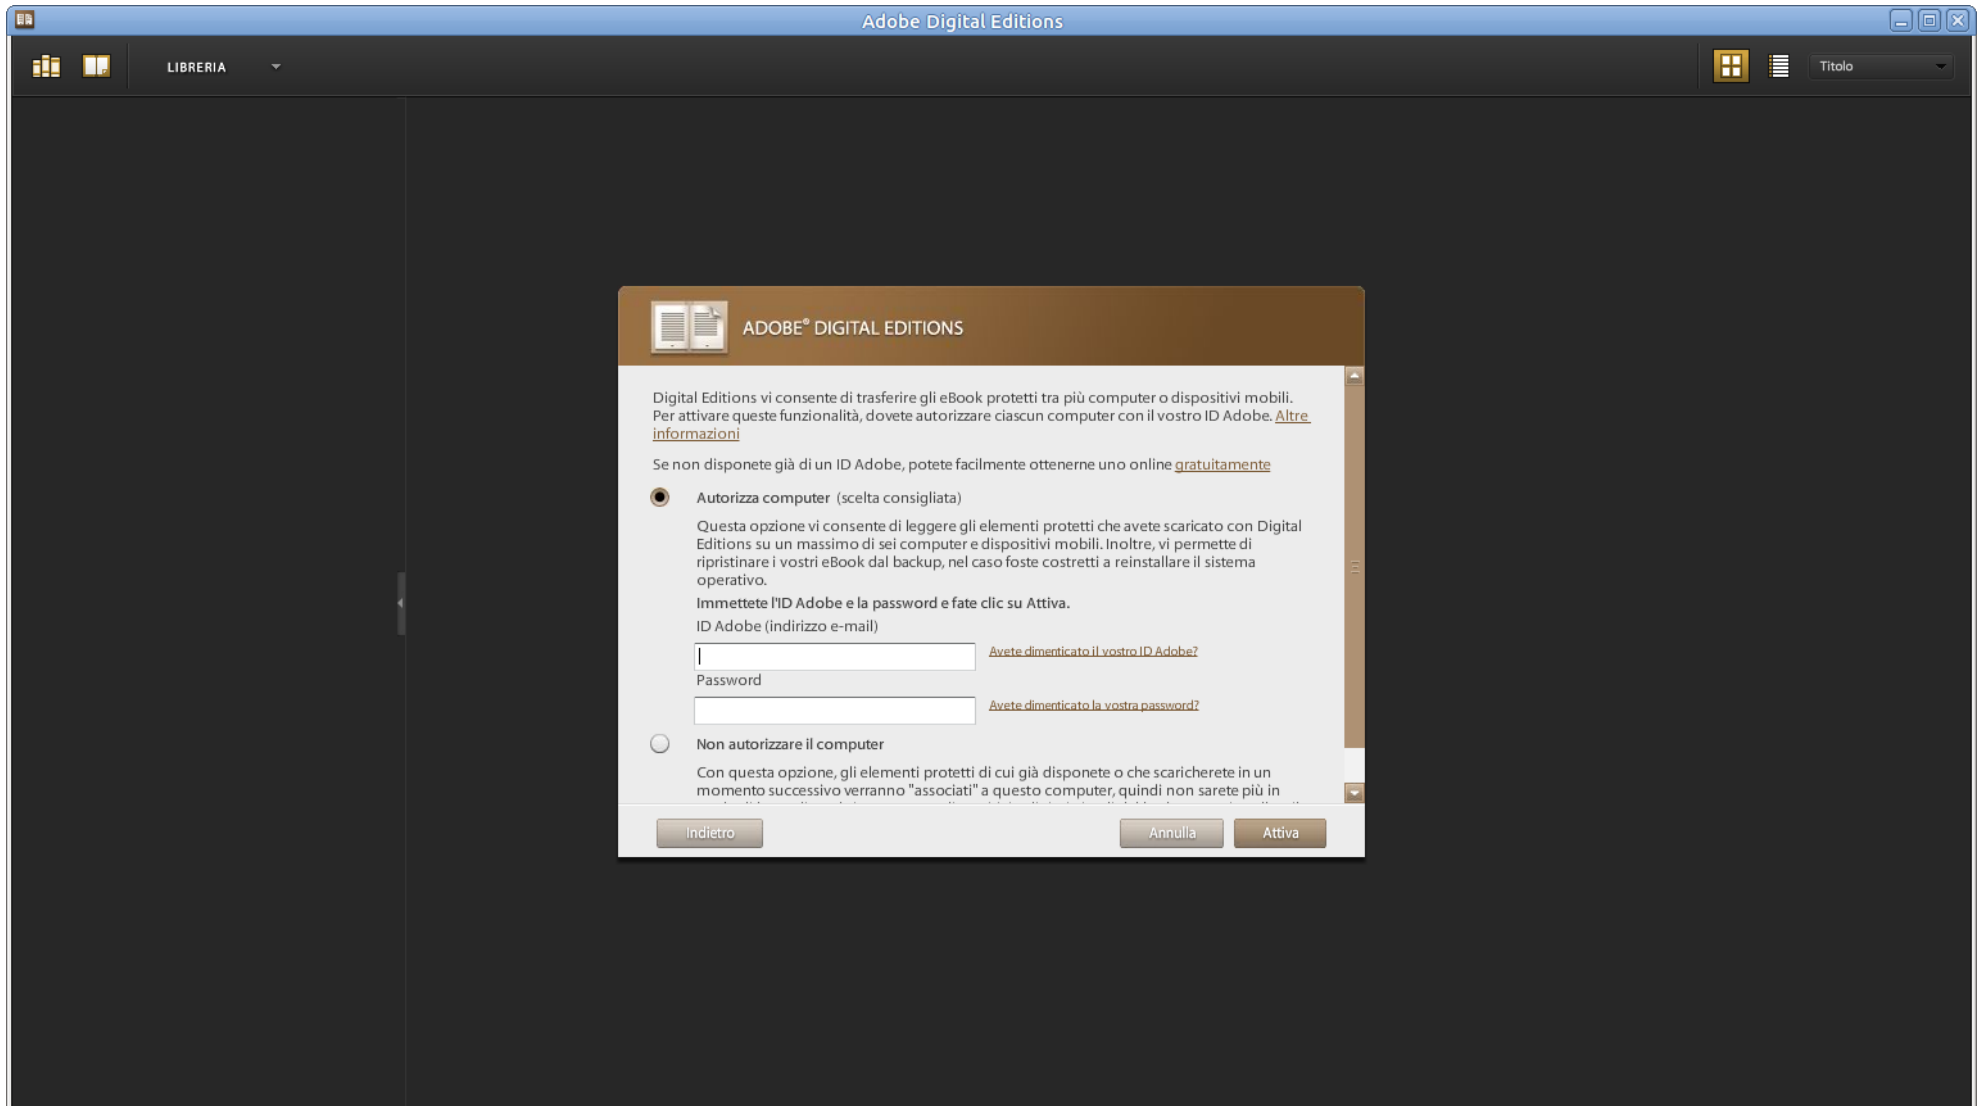 Adobe Digital Editions
LIBRERIA
Titolo
ADOBE® DIGITAL EDITIONS
Digital Editions vi consente di trasferire gli eBook protetti tra più computer o dispositivi mobili.
Per attivare queste funzionalità, dovete autorizzare ciascun computer con il vostro ID Adobe. Altre
informazioni
Se non disponete già di un ID Adobe, potete facilmente ottenerne uno online gratuitamente
Autorizza computer (scelta consigliata)
Questa opzione vi consente di leggere gli elementi protetti che avete scaricato con Digital
Editions su un massimo di sei computer e dispositivi mobili. Inoltre, vi permette di
ripristinare i vostri eBook dal backup, nel caso foste costretti a reinstallare il sistema
operativo.
Immettete l'ID Adobe e la password e fate clic su Attiva.
ID Adobe (indirizzo e-mail)
Avete dimenticato il vostro ID Adobe?
Password
Avete dimenticato la vostra password?
Non autorizzare il computer
Con questa opzione, gli elementi protetti di cui già disponete o che scaricherete in un
momento successivo verranno "associati" a questo computer, quindi non sarete più in
Indietro
Annulla
Attiva